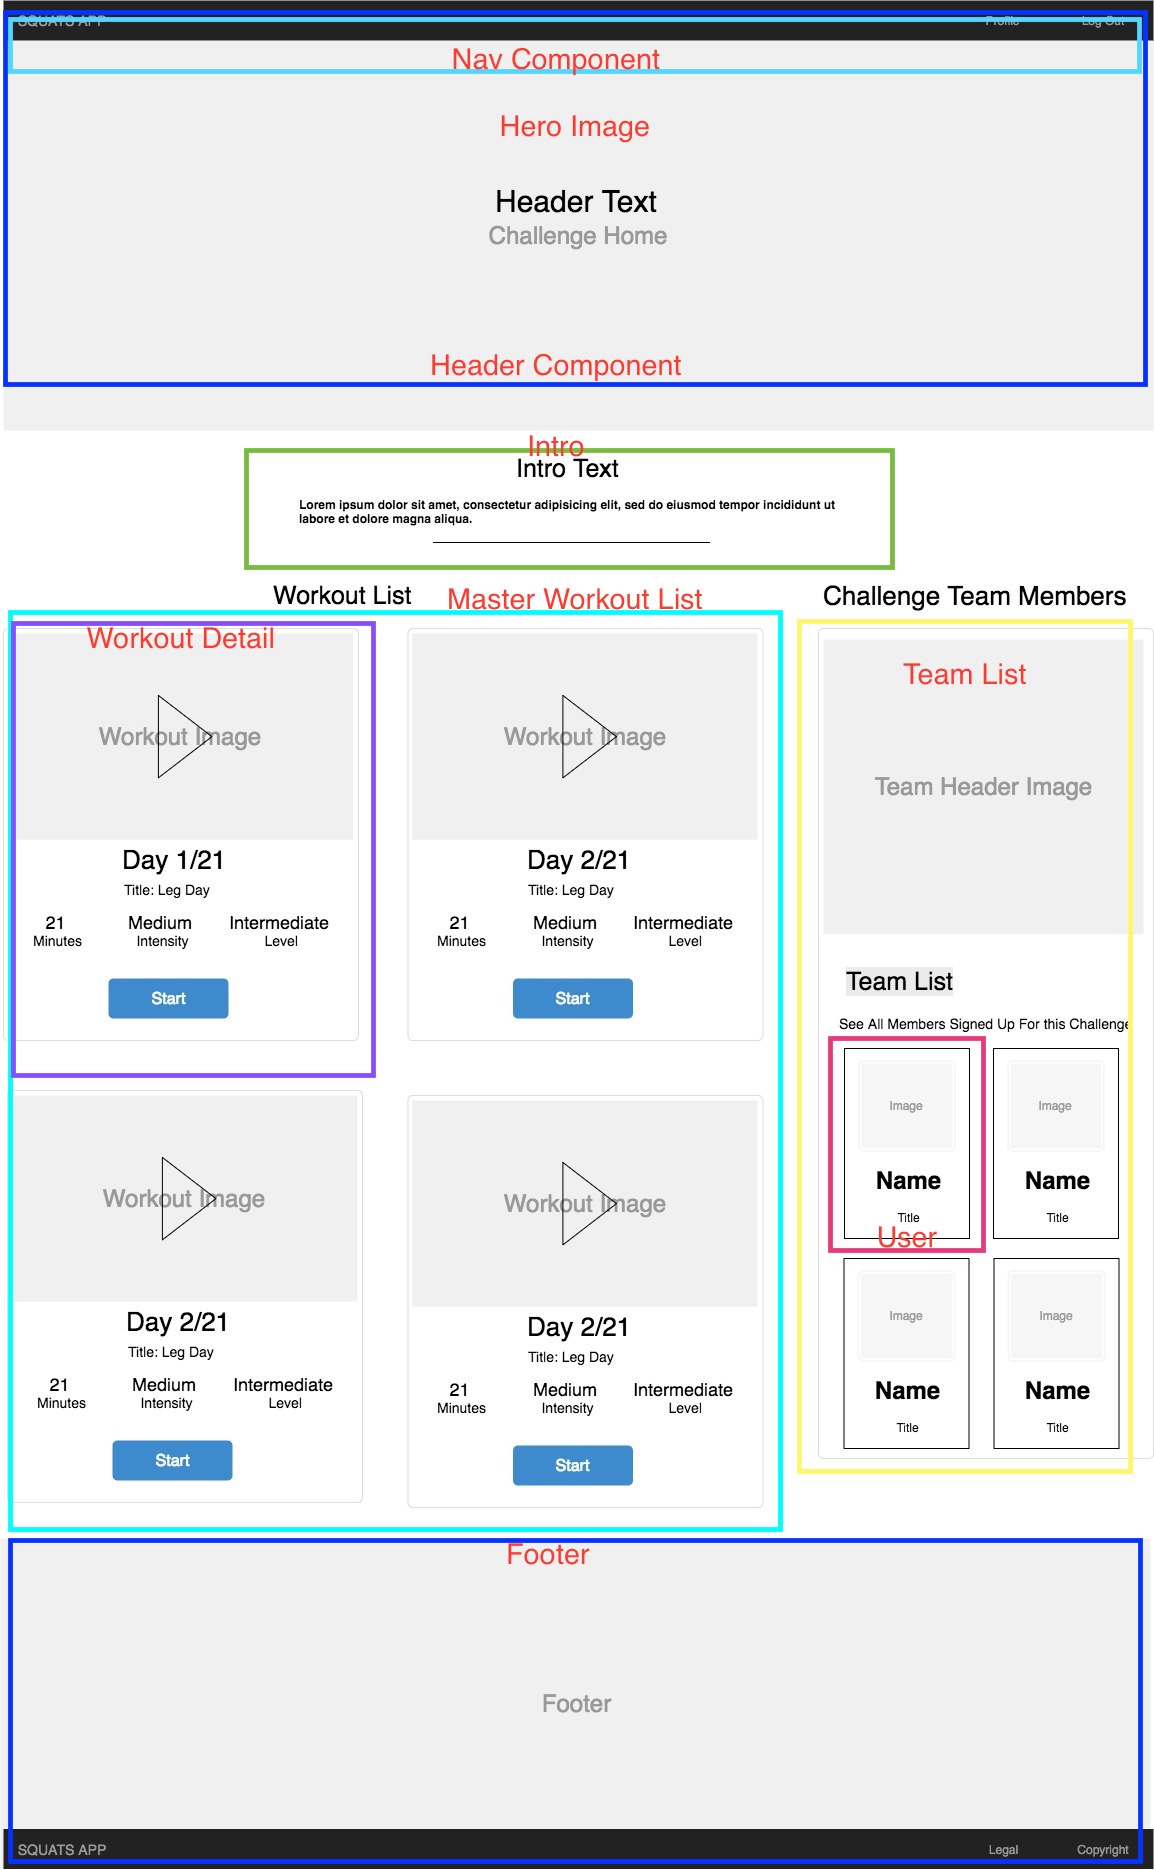 SQUATS APP Profile Log Out
Nav Component
Hero Image
Header Text
Challenge Home
Header Component
Intro
Intro Text
Lorem ipsum dolor sit amet, consectetur adipisicing elit, sed do eiusmod tempor incididunt ut
labore et dolore magna aliqua.
Workout List Master Workout List
Workout Detail
Workout Image
Day 1/21
Title: Leg Day
21 Medium Intermediate
Minutes Intensity Level
Start
Workout Image
Day 2/21
Title: Leg Day
21 Medium Intermediate
Minutes Intensity Level
Start
Workout Image
Day 2/21
Title: Leg Day
21 Medium Intermediate
Minutes Intensity Level
Start
Workout Image
Day 2/21
Title: Leg Day
21 Medium Intermediate
Minutes Intensity Level
Start
Challenge Team Members
Team List
Team Header Image
Team List
See All Members Signed Up For this Challenge
Image
Name
Title
User
Image
Name
Title
Image
Name
Title
Image
Name
Title
Footer
Footer
SQUATS APP Legal Copyright